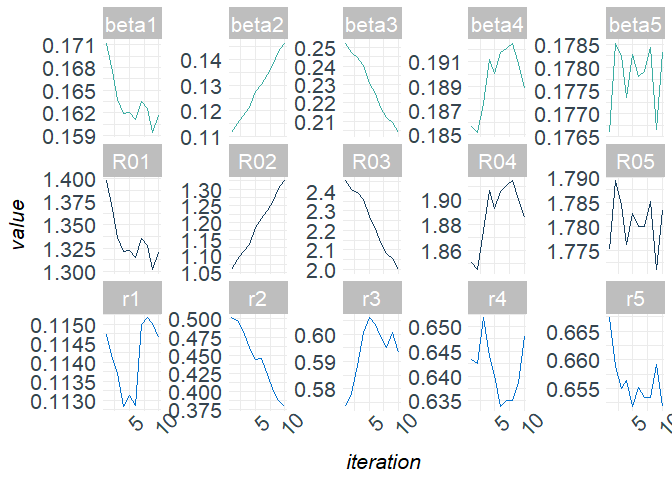 beta1 beta2 beta3 beta4 beta5
0.171 0.168 0.165 0.162 0.159
0.14 0.13 0.12 0.11
0.25 0.24 0.23 0.22 0.21
0.191 0.189 0.187 0.185
0.1785 0.1780 0.1775 0.1770 0.1765
R01 R02 R03 R04 R05
1.400 1.375 1.350 1.325 1.300
1.30 1.25 1.20 1.15 1.10 1.05
2.4 2.3 2.2 2.1 2.0
1.90 1.88 1.86
1.790 1.785 1.780 1.775
value
r1 r2 r3 r4 r5
0.1150 0.1145 0.1140 0.1135 0.1130
0.500 0.475 0.450 0.425 0.400 0.375
0.60 0.59 0.58
0.650 0.645 0.640 0.635
0.665 0.660 0.655
5 10 5 10 5 10 5 10 5 10
iteration